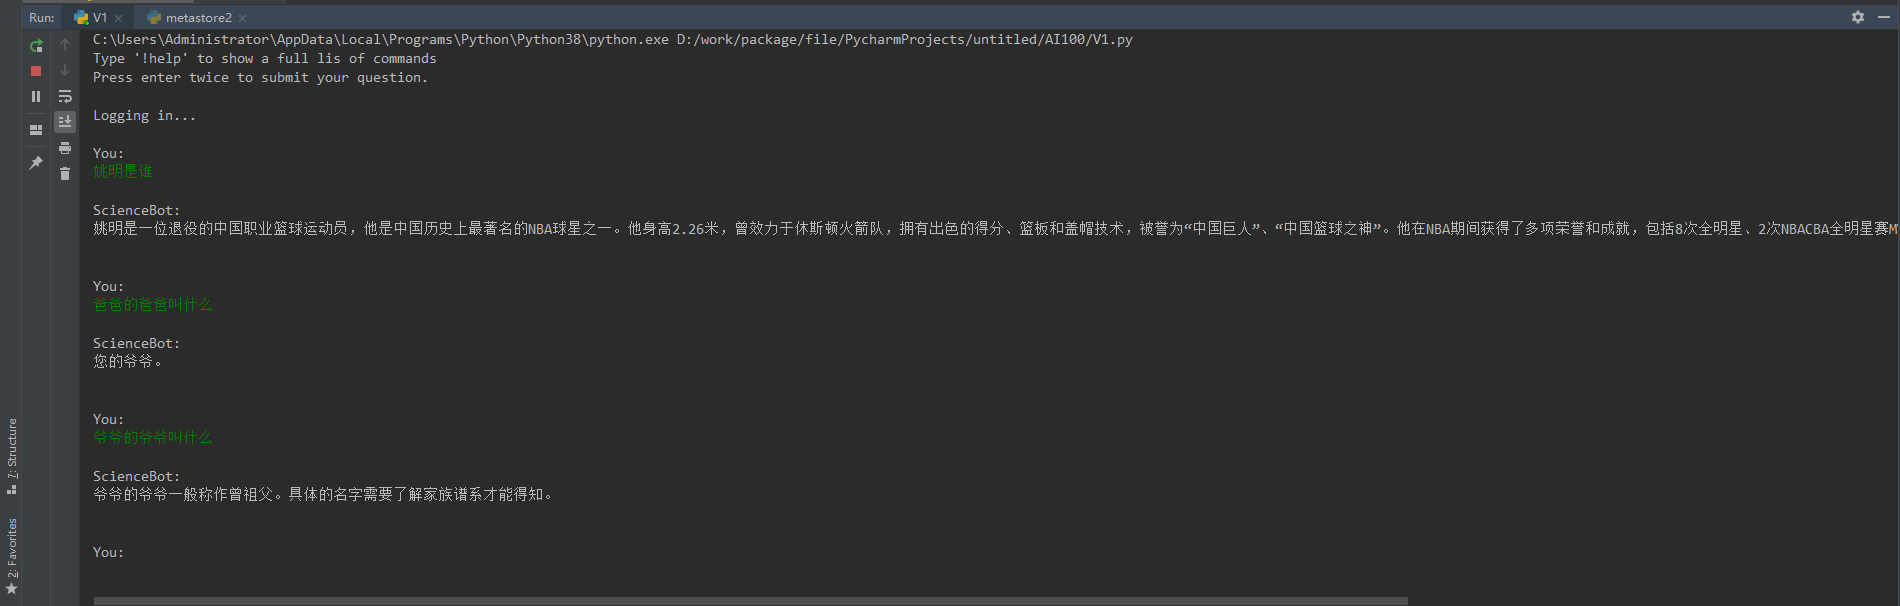 Run: V1 metastore2
C:\Users\Administrator\AppData\Local\Programs\Python\Python38\python.exe D:/work/package/file/PycharmProjects/untitled/AI100/V1.py
Type '!help' to show a full lis of commands
Press enter twice to submit your question.
Logging in...
You:
姚明是谁
ScienceBot:
姚明是一位退役的中国职业篮球运动员，他是中国历史上最著名的NBA球星之一。他身高2.26米，曾效力于休斯顿火箭队，拥有出色的得分、篮板和盖帽技术，被誉为“中国巨人”、“中国篮球之神”。他在NBA期间获得了多项荣誉和成就，包括8次全明星、2次NBACBA全明星赛M
You:
爸爸的爸爸叫什么
ScienceBot:
您的爷爷。
You:
爷爷的爷爷叫什么
ScienceBot:
爷爷的爷爷一般称作曾祖父。具体的名字需要了解家族谱系才能得知。
You:
7: Structure
2: Favorites